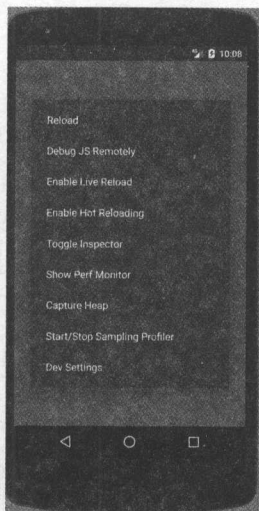 10:08
Reload
Debug JS Remotely
Enable Live Reload
Enable Hot Reloading
Toggle Inspector
Show Perf Monitor
Capture Heap
Start/Stop Sampling Profiler
Dev Settings